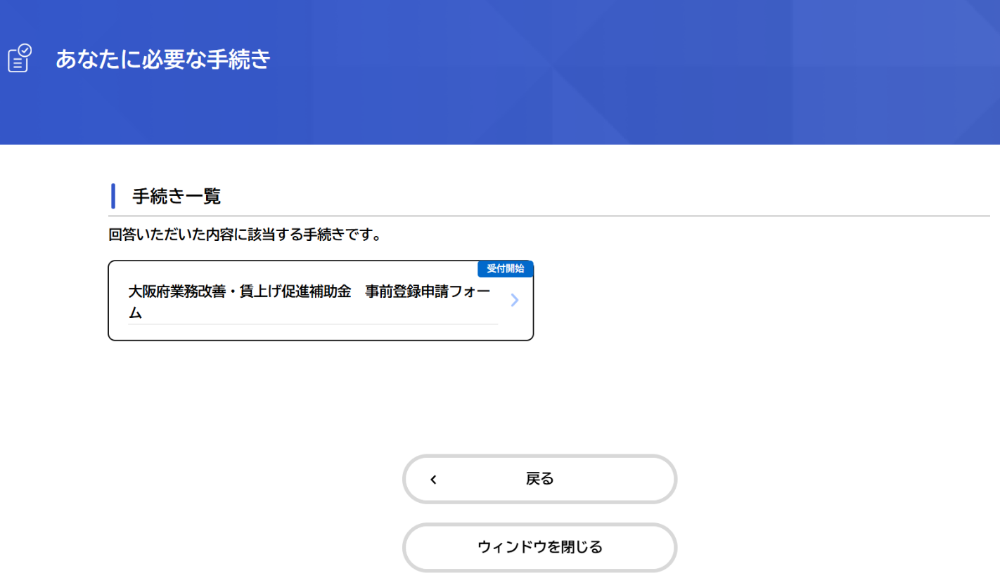 あなたに必要な手続き
手続き一覧
回答いただいた内容に該当する手続きです。
受付開始
大阪府業務改善・賃上げ促進補助金　事前登録申請フォー
ム
戻る
ウィンドウを閉じる